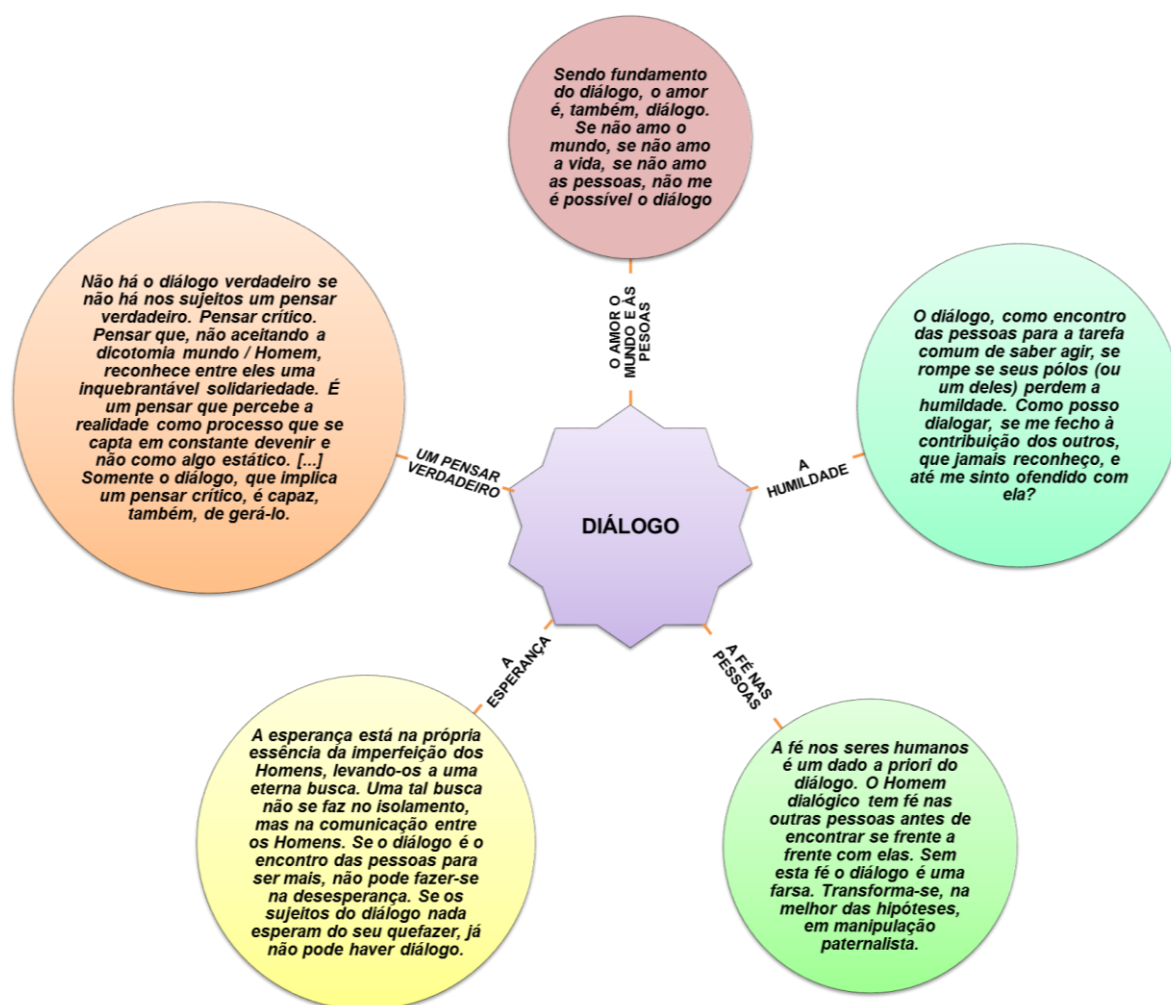 Sendo fundamento
do diálogo, o amor
é, também, diálogo.
Se não amo o
mundo, se não amo
a vida, se não amo
as pessoas, não me
é possível o diálogo
O AMOR O
MUNDO E ÀS
PESOAS
Não há o diálogo verdadeiro se
não há nos sujeitos um pensar
verdadeiro. Pensar crítico.
Pensar que, não aceitando a
dicotomia mundo / Homem,
reconhece entre eles uma
inquebrantável solidariedade. É
um pensar que percebe a
realidade como processo que se
capta em constante devenir e
não como algo estático. [...]
Somente o diálogo, que implica
um pensar crítico, é capaz,
também, de gerá-lo.
UM PENSAR
VERDADEIRO
O diálogo, como encontro
das pessoas para a tarefa
comum de saber agir, se
rompe se seus pólos (ou
um deles) perdem a
humildade. Como posso
dialogar, se me fecho à
contribuição dos outros,
que jamais reconheço, e
até me sinto ofendido com
ela?
A
HUMILDADE
DIÁLOGO
A
ESPERANÇA
A esperança está na própria
essência da imperfeição dos
Homens, levando-os a uma
eterna busca. Uma tal busca
não se faz no isolamento,
mas na comunicação entre
os Homens. Se o diálogo é o
encontro das pessoas para
ser mais, não pode fazer-se
na desesperança. Se os
sujeitos do diálogo nada
esperam do seu quefazer, já
não pode haver diálogo.
A FÉ NAS
PESSOAS
A fé nos seres humanos
é um dado a priori do
diálogo. O Homem
dialógico tem fé nas
outras pessoas antes de
encontrar se frente a
frente com elas. Sem
esta fé o diálogo é uma
farsa. Transforma-se, na
melhor das hipóteses,
em manipulação
paternalista.